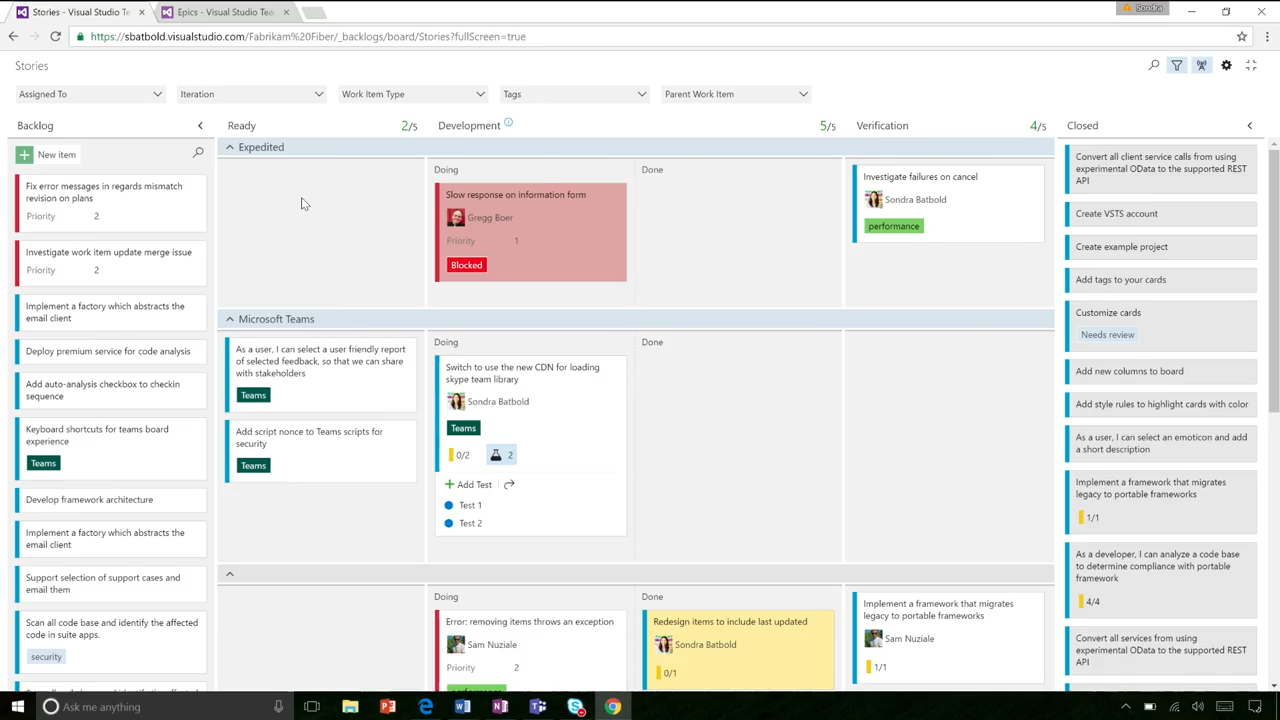 Stories - Visual Studio Tea
Epics - Visual Studio Team
Sondra
https://sbatbold.visualstudio.com/Fabrikam%20Fiber/_backlogs/board/Stories?fullScreen=true
Stories
Assigned To
Iteration
Work Item Type
Tags
Parent Work Item
Backlog
Ready 2/5
Development 5/5
Verification 4/5
Closed
New item
Fix error messages in regards mismatch
revision on plans
Priority 2
Investigate work item update merge issue
Priority 2
Implement a factory which abstracts the
email client
Deploy premium service for code analysis
Add auto-analysis checkbox to checkin
sequence
Keyboard shortcuts for teams board
experience
Teams
Develop framework architecture
Implement a factory which abstracts the
email client
Support selection of support cases and
email them
Scan all code base and identify the affected
code in suite apps.
security
Expedited
Doing
Slow response on information form
Gregg Boer
Priority 1
Blocked
Done
Investigate failures on cancel
Sondra Batbold
performance
Microsoft Teams
As a user, I can select a user friendly report
of selected feedback, so that we can share
with stakeholders
Teams
Add script nonce to Teams scripts for
security
Teams
Doing
Switch to use the new CDN for loading
skype team library
Sondra Batbold
Teams
0/2 2
Add Test
Test 1
Test 2
Done
Doing
Error: removing items throws an exception
Sam Nuziale
Priority 2
performance
Done
Redesign items to include last updated
Sondra Batbold
0/1
Implement a framework that migrates
legacy to portable frameworks
Sam Nuziale
1/1
Convert all client service calls from using
experimental OData to the supported REST
API
Create VSTS account
Create example project
Add tags to your cards
Customize cards
Needs review
Add new columns to board
Add style rules to highlight cards with color
As a user, I can select an emoticon and add
a short description
Implement a framework that migrates
legacy to portable frameworks
1/1
As a developer, I can analyze a code base
to determine compliance with portable
framework
4/4
Convert all services from using
experimental OData to the supported REST
API
Ask me anything